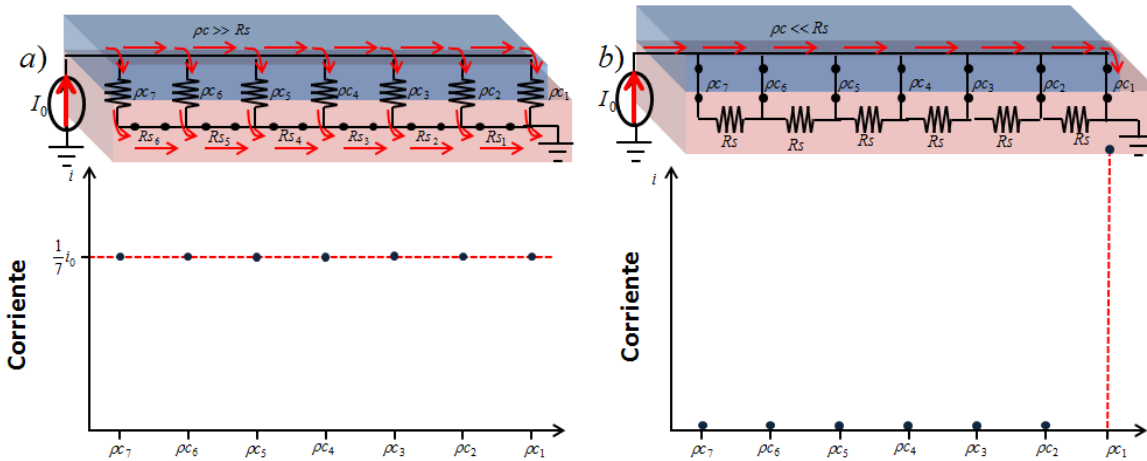 a)
ρc >> Rs
I₀
ρc₇ ρc₆ ρc₅ ρc₄ ρc₃ ρc₂ ρc₁
Rs₆ Rs₅ Rs₄ Rs₃ Rs₂ Rs₁
i
1/7 i₀
Corriente
ρc₇ ρc₆ ρc₅ ρc₄ ρc₃ ρc₂ ρc₁
b)
ρc << Rs
I₀
ρc₇ ρc₆ ρc₅ ρc₄ ρc₃ ρc₂ ρc₁
Rs Rs Rs Rs Rs Rs
i
Corriente
ρc₇ ρc₆ ρc₅ ρc₄ ρc₃ ρc₂ ρc₁